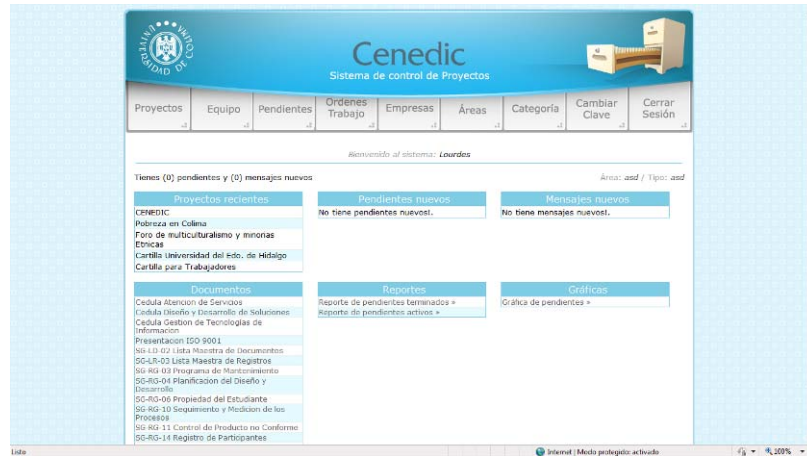 UNIVERSIDAD DE COLIMA
Cenedic
Sistema de control de Proyectos
Proyectos
Equipo
Pendientes
Ordenes
Trabajo
Empresas
Áreas
Categoría
Cambiar
Clave
Cerrar
Sesión
Bienvenido al sistema: Lourdes
Tienes (0) pendientes y (0) mensajes nuevos
Área: asd / Tipo: asd
Proyectos recientes
CENEDIC
Pobreza en Colima
Foro de multiculturalismo y minorias
Etnicas
Cartilla Universidad del Edo. de Hidalgo
Cartilla para Trabajadores
Pendientes nuevos
No tiene pendientes nuevos!.
Mensajes nuevos
No tiene mensajes nuevos!.
Documentos
Cedula Atencion de Servicios
Cedula Diseño y Desarrollo de Soluciones
Cedula Gestion de Tecnologias de
Informacion
Presentacion ISO 9001
SG-LD-02 Lista Maestra de Documentos
SG-LR-03 Lista Maestra de Registros
SG-RG-03 Programa de Mantenimiento
SG-RG-04 Planificacion del Diseño y
Desarrollo
SG-RG-06 Propiedad del Estudiante
SG-RG-10 Seguimiento y Medicion de los
Procesos
SG-RG-11 Control de Producto no Conforme
SG-RG-14 Registro de Participantes
Reportes
Reporte de pendientes terminados »
Reporte de pendientes activos »
Gráficas
Gráfica de pendientes »
Listo
Internet | Modo protegido: activado
100%